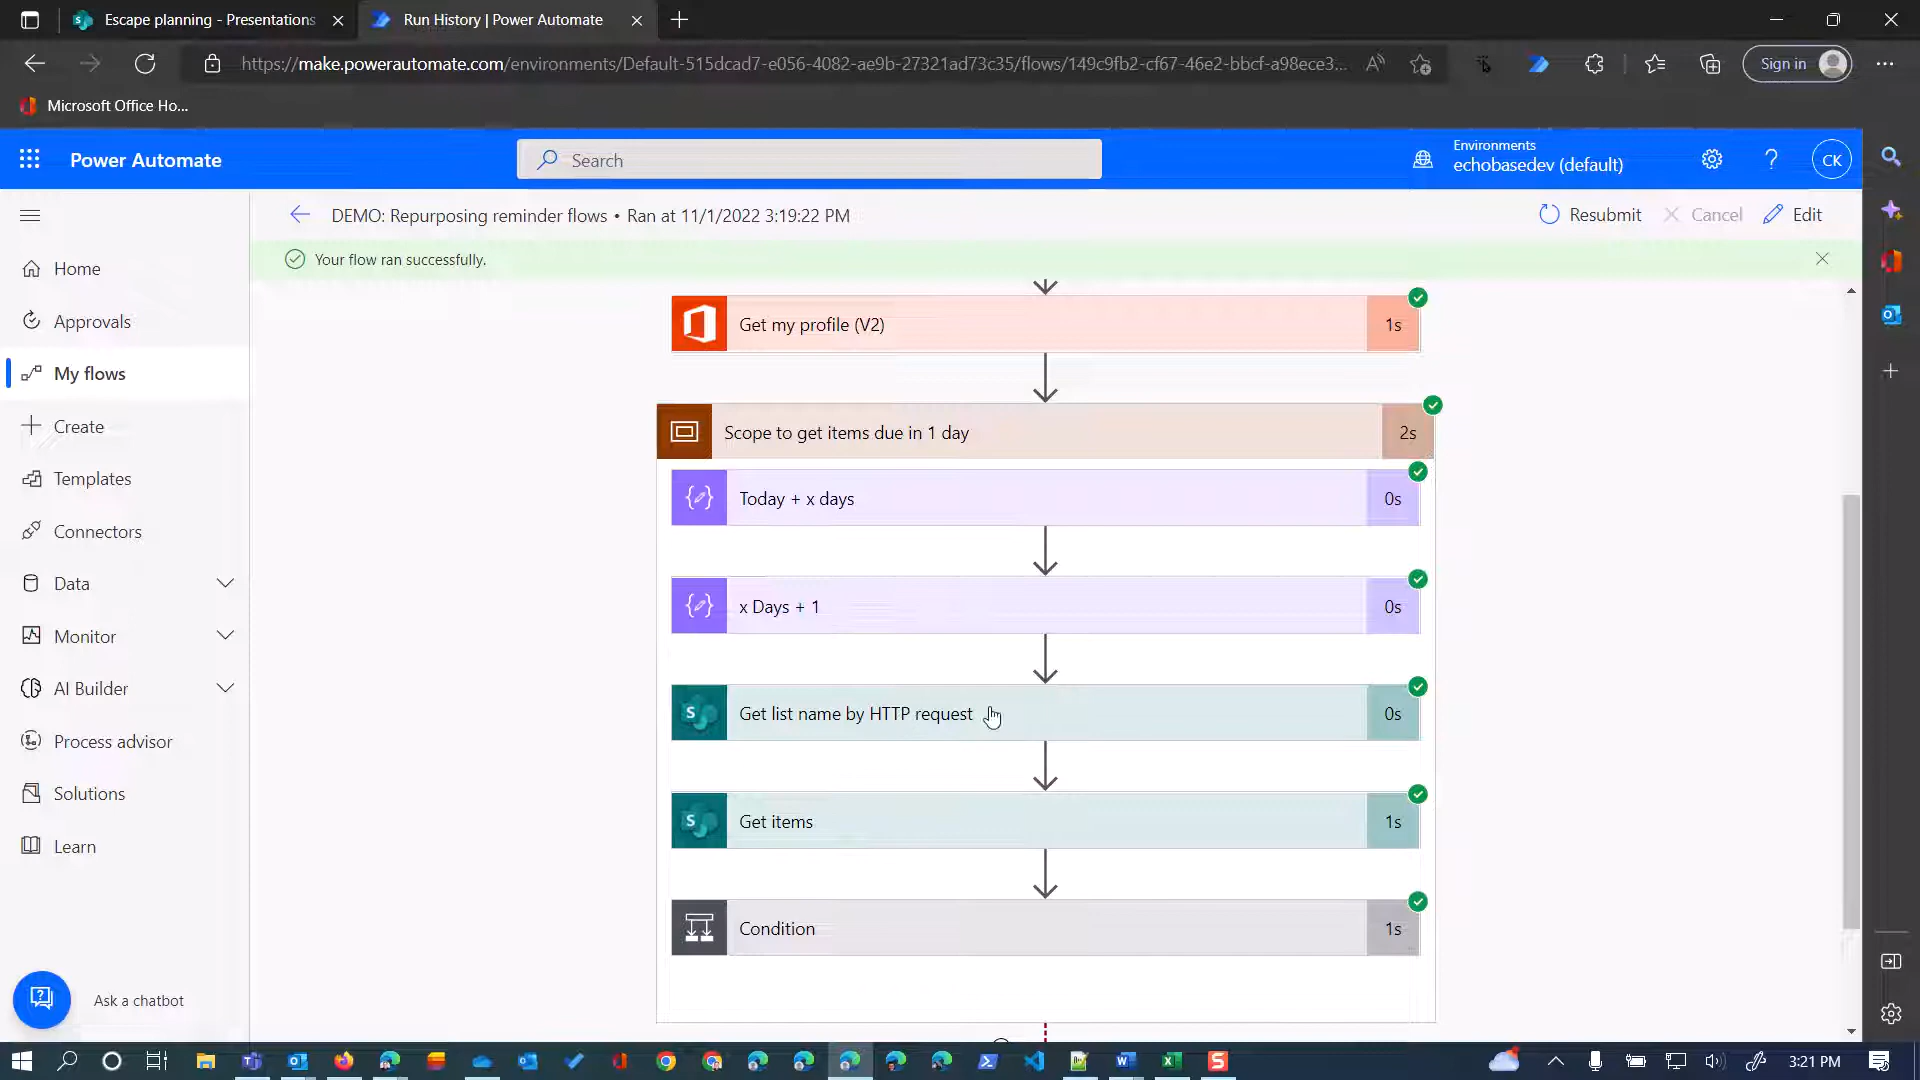 Escape planning - Presentations
Run History | Power Automate
https://make.powerautomate.com/environments/Default-515dcad7-e056-4082-ae9b-27321ad73c35/flows/149c9fb2-cf67-46e2-bbcf-a98ece3...
Sign in
Microsoft Office Ho...
Power Automate
Search
Environments
echobasedev (default)
CK
DEMO: Repurposing reminder flows • Ran at 11/1/2022 3:19:22 PM
Resubmit
Cancel
Edit
Your flow ran successfully.
Home
Approvals
My flows
Create
Templates
Connectors
Data
Monitor
AI Builder
Process advisor
Solutions
Learn
Ask a chatbot
Get my profile (V2)
1s
Scope to get items due in 1 day
2s
Today + x days
0s
x Days + 1
0s
Get list name by HTTP request
0s
Get items
1s
Condition
1s
3:21 PM